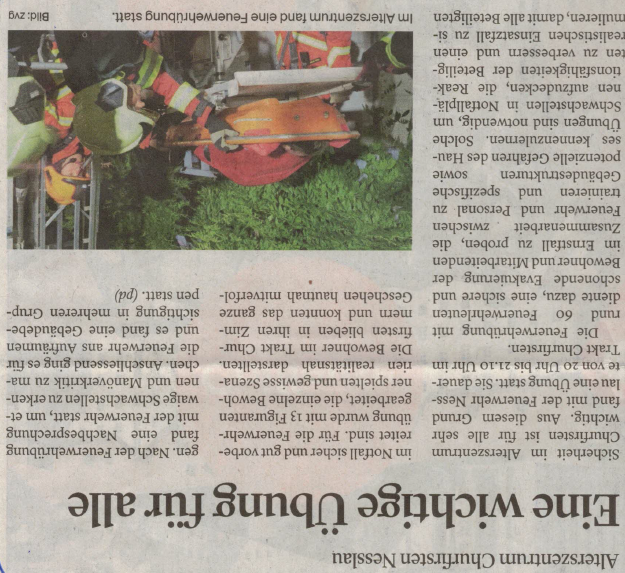 Alterszentrum Churfirsten Nesslau
Eine wichtige Übung für alle
Sicherheit im Alterszentrum
Churfirsten ist für alle sehr
wichtig. Aus diesem Grund
fand mit der Feuerwehr Ness-
lau eine Übung statt. Sie dauer-
te von 20 Uhr bis 21.10 Uhr im
Trakt Churfirsten.
Die Feuerwehrübung mit
rund 60 Feuerwehrleuten
diente dazu, eine sichere und
schonende Evakuierung der
Bewohner und Mitarbeitenden
im Ernstfall zu proben, die
Zusammenarbeit zwischen
Feuerwehr und Personal zu
trainieren und spezifische
Gebäudestrukturen sowie
potenzielle Gefahren des Hau-
ses kennenzulernen. Solche
Übungen sind notwendig, um
Schwachstellen in Notfallplä-
nen aufzudecken, die Reak-
tionsfähigkeiten der Beteilig-
ten zu verbessern und einen
realistischen Einsatzfall zu si-
mulieren, damit alle Beteiligten
im Notfall sicher und gut vorbe-
reitet sind. Für die Feuerwehr-
übung wurde mit 13 Figuranten
gearbeitet, die einzelne Bewoh-
ner spielten und gewisse Szena-
rien realitätsnah darstellten.
Die Bewohner im Trakt Chur-
firsten blieben in ihren Zim-
mern und konnten das ganze
Geschehen hautnah mitverfol-
gen. Nach der Feuerwehrübung
fand eine Nachbesprechung
mit der Feuerwehr statt, um et-
waige Schwachstellen zu erken-
nen und Manöverkritik zu ma-
chen. Anschliessend ging es für
die Feuerwehr ans Aufräumen
und es fand eine Gebäudebe-
sichtigung in mehreren Grup-
pen statt. (pd)
Im Alterszentrum fand eine Feuerwehrübung statt.
Bild: zvg